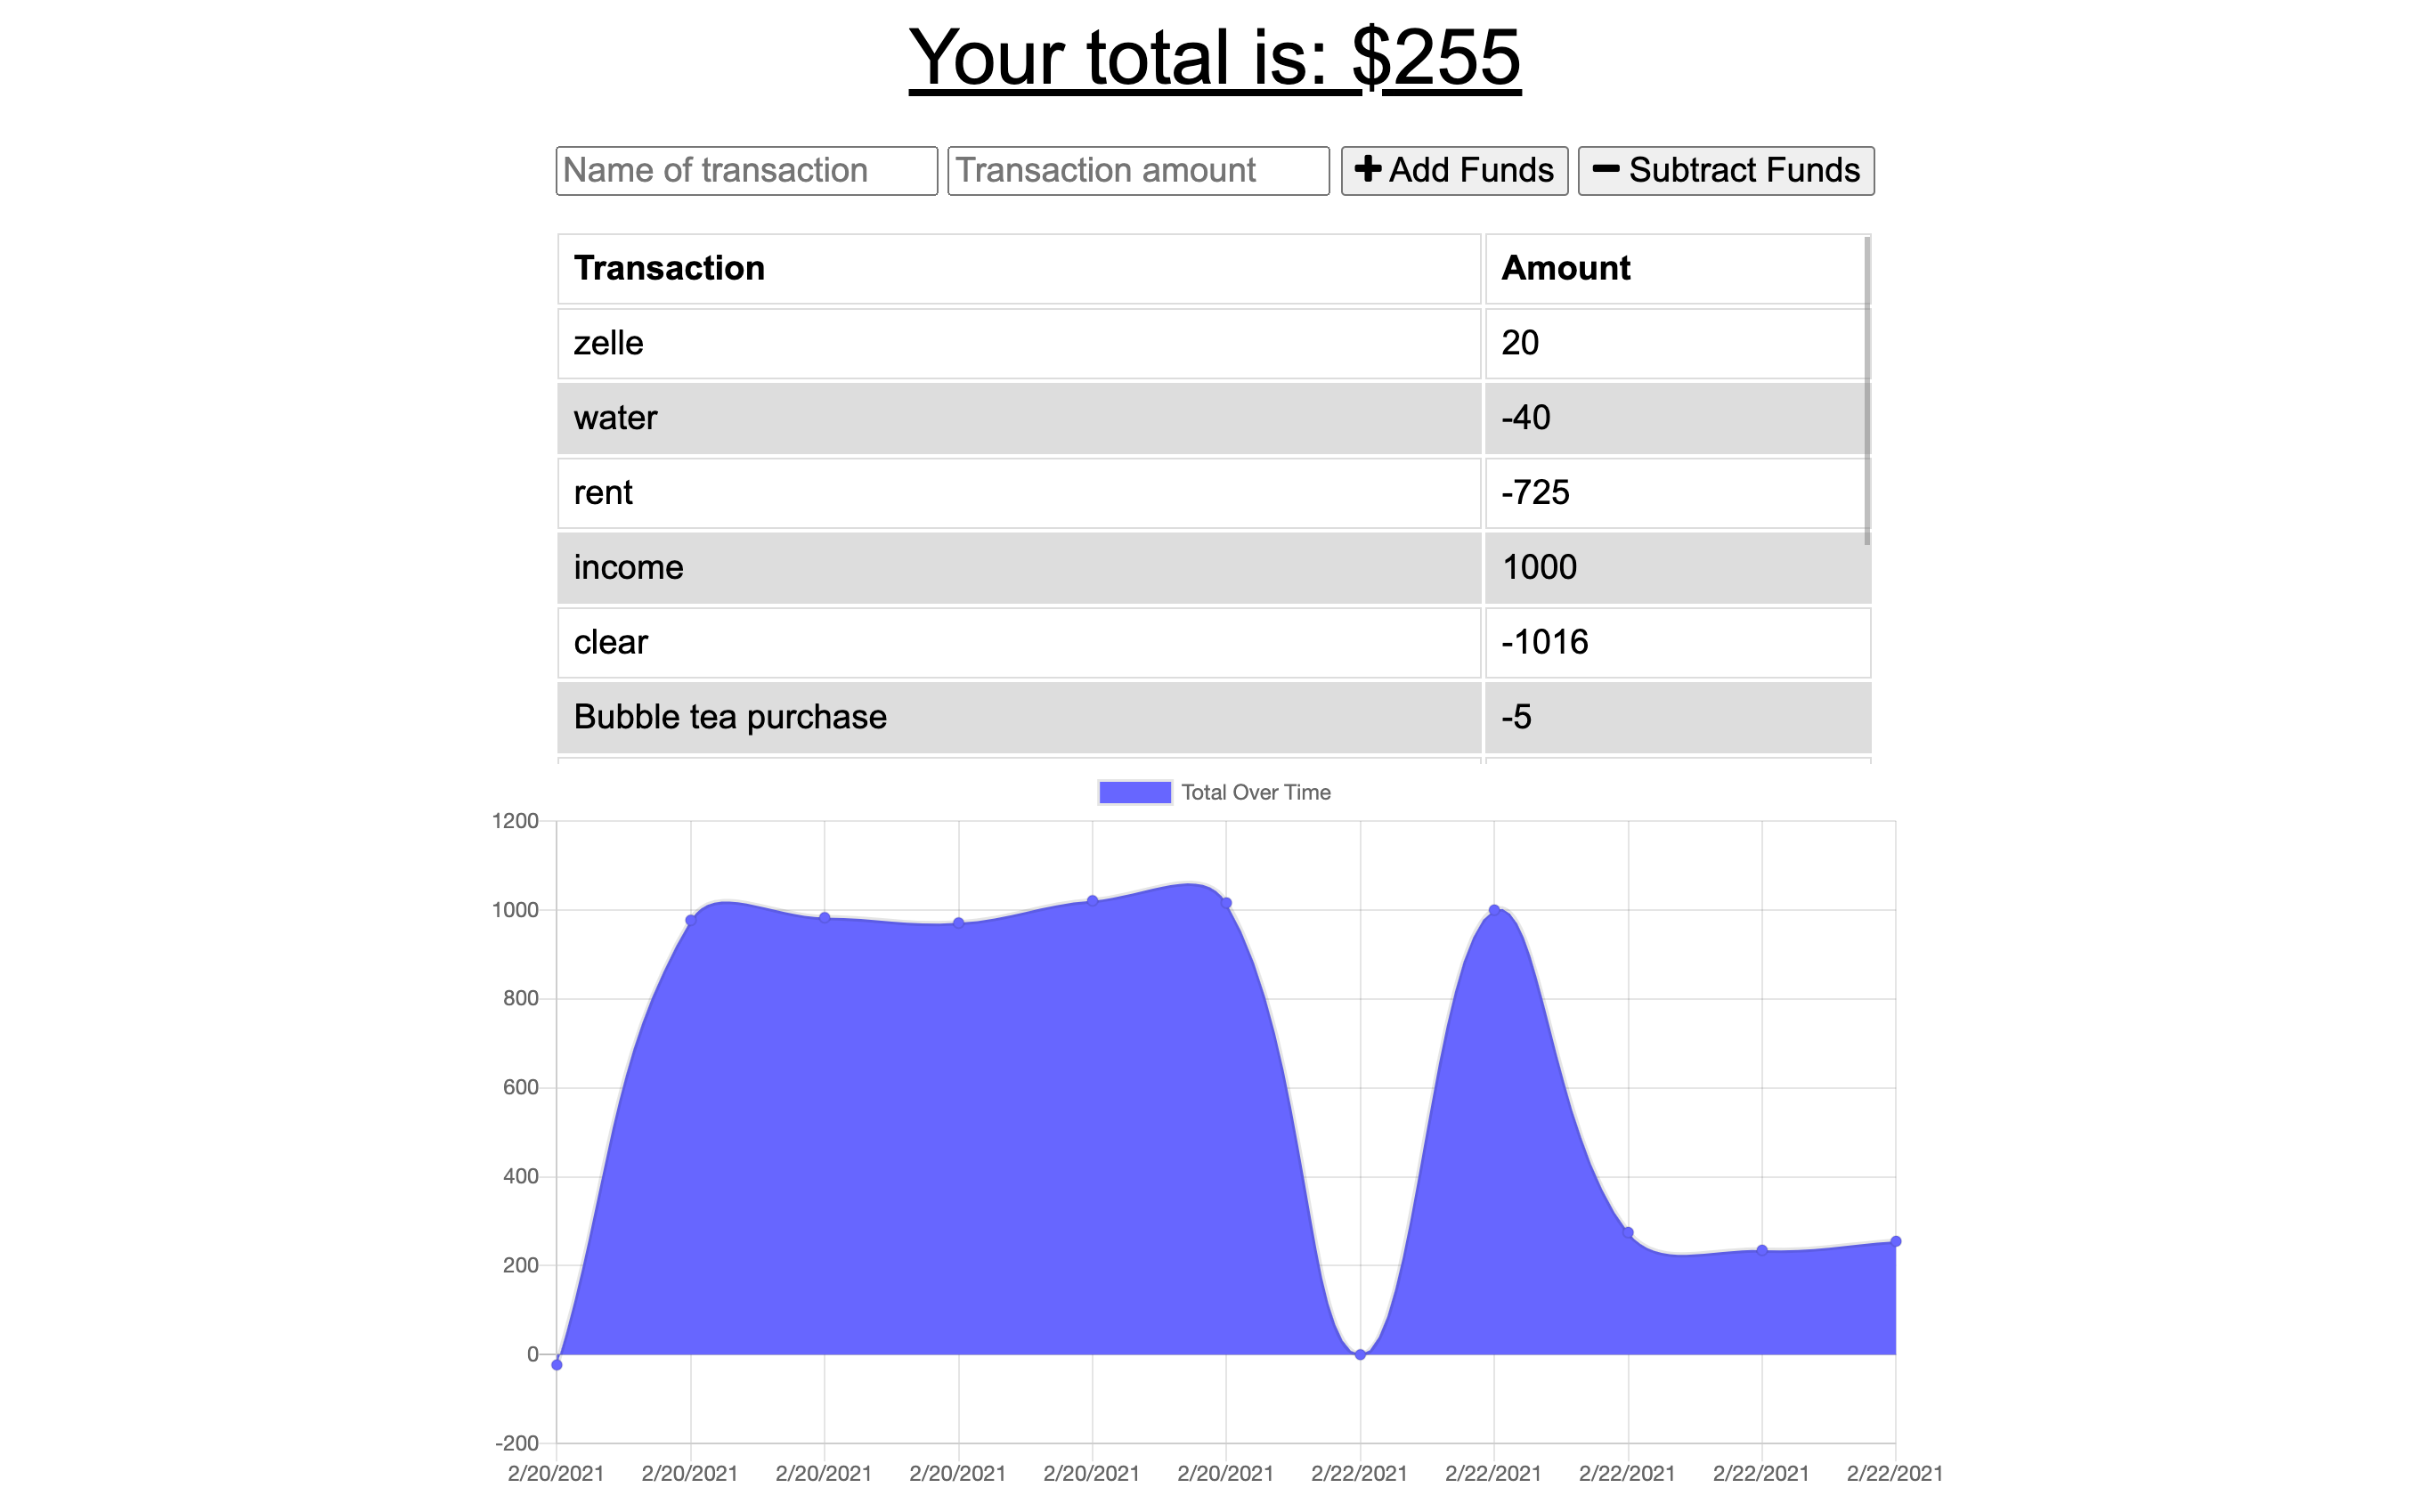 Your total is: $255
Name of transaction Transaction amount Add Funds Subtract Funds
Transaction Amount
zelle 20
water -40
rent -725
income 1000
clear -1016
Bubble tea purchase -5
Total Over Time
1200
1000
800
600
400
200
0
-200
2/20/2021 2/20/2021 2/20/2021 2/20/2021 2/20/2021 2/20/2021 2/22/2021 2/22/2021 2/22/2021 2/22/2021 2/22/2021